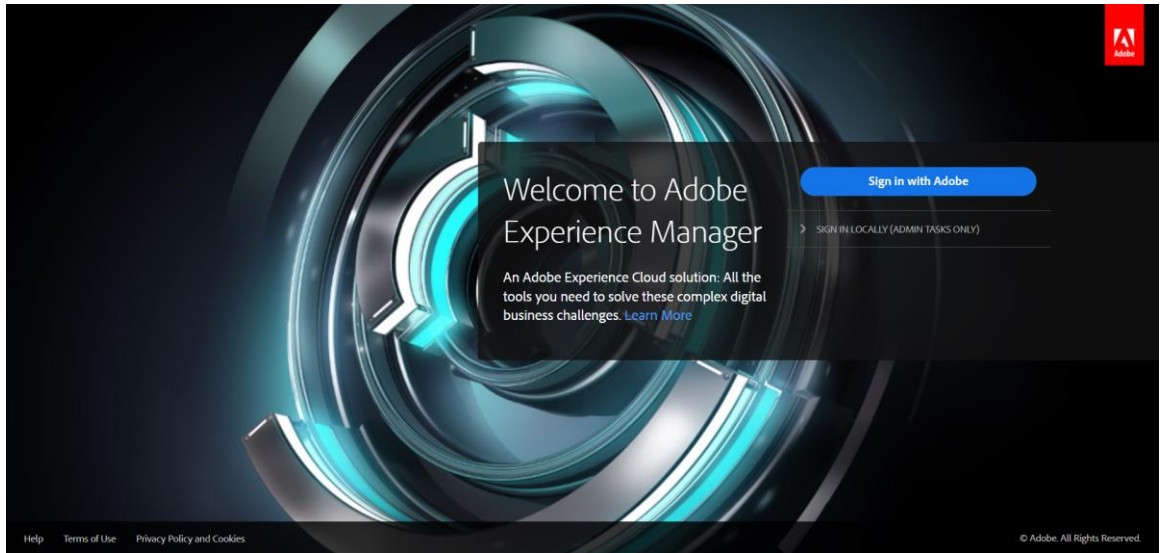 Adobe
Welcome to Adobe
Experience Manager
An Adobe Experience Cloud solution: All the
tools you need to solve these complex digital
business challenges. Learn More
Sign in with Adobe
SIGN IN LOCALLY (ADMIN TASKS ONLY)
Help Terms of Use Privacy Policy and Cookies
© Adobe. All Rights Reserved.